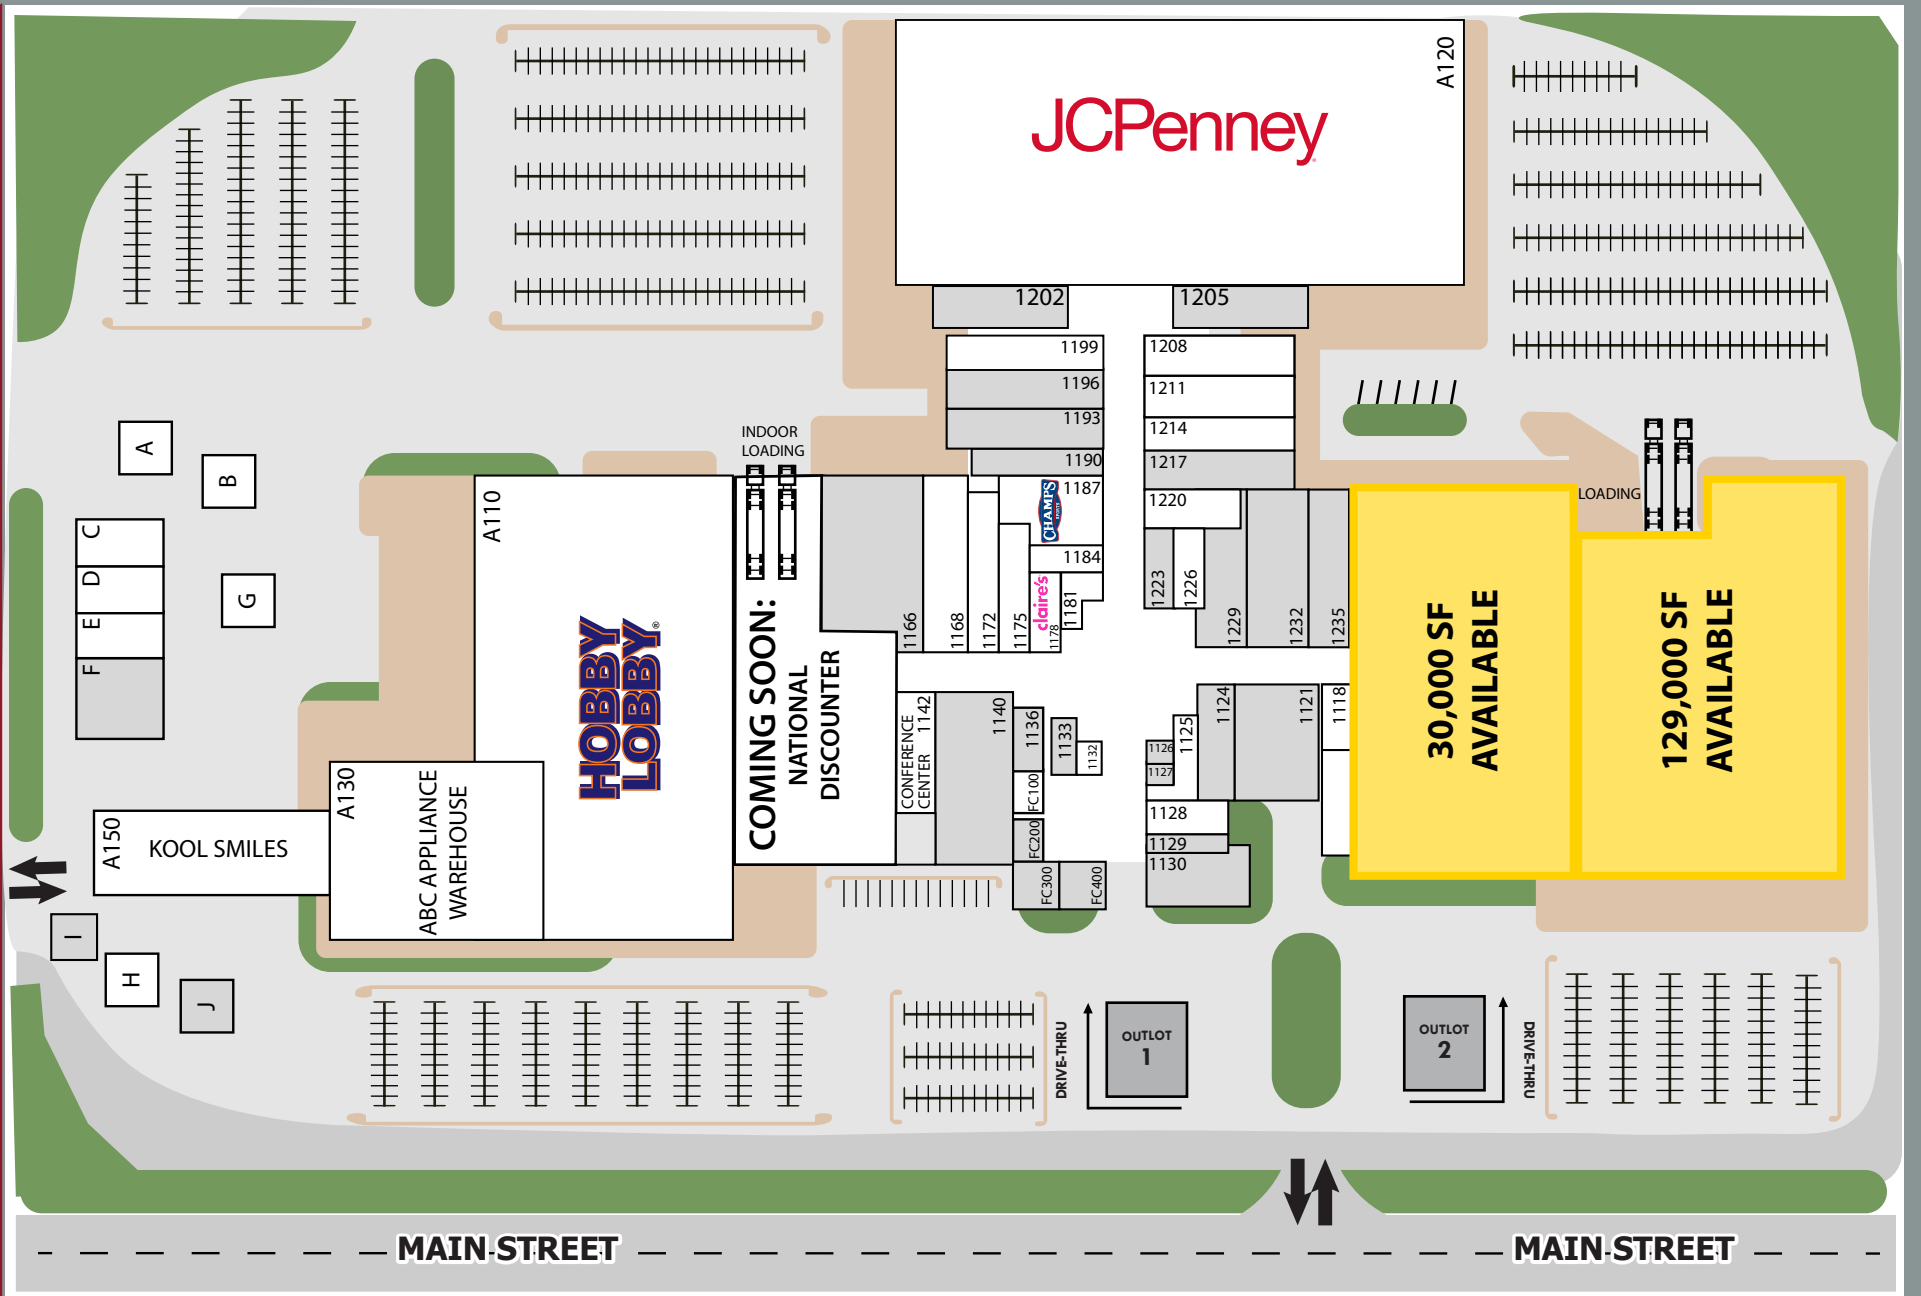 A120
JCPenney
1202
1205
1199
1208
1196
1211
1193
1214
1190
1217
INDOOR
LOADING
A
B
C
D
E
F
G
A110
HOBBY
LOBBY®
COMING SOON:
NATIONAL
DISCOUNTER
1166
1168
1172
1175
CHAMPS
SPORTS
1187
1184
claire's
1178
1181
1220
1223
1226
1229
1232
1235
LOADING
30,000 SF
AVAILABLE
129,000 SF
AVAILABLE
CONFERENCE
CENTER
1142
1140
1136
1133
1132
FC100
FC200
FC300
FC400
1118
1121
1124
1125
1126
1127
1128
1129
1130
A130
ABC APPLIANCE
WAREHOUSE
A150
KOOL SMILES
I
H
J
DRIVE-THRU
OUTLOT
1
OUTLOT
2
DRIVE-THRU
MAIN STREET
MAIN STREET